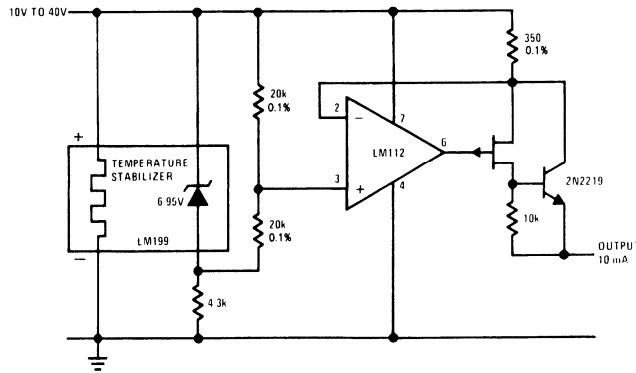 10V TO 40V
350
0.1%
20k
0.1%
2
7
+
LM112
6
TEMPERATURE
STABILIZER
6 95V
3
+
4
2N2219
20k
0.1%
10k
LM199
−
OUTPUT
10 mA
4 3k